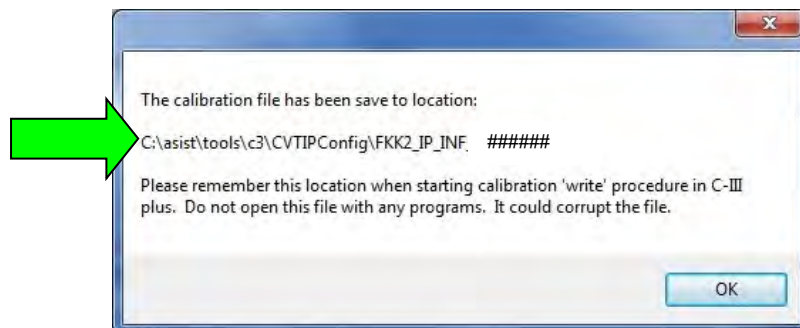 The calibration file has been save to location:
C:\asist\tools\c3\CVTIPConfig\FKK2_IP_INF_ ######
Please remember this location when starting calibration 'write' procedure in C-III
plus. Do not open this file with any programs. It could corrupt the file.
OK